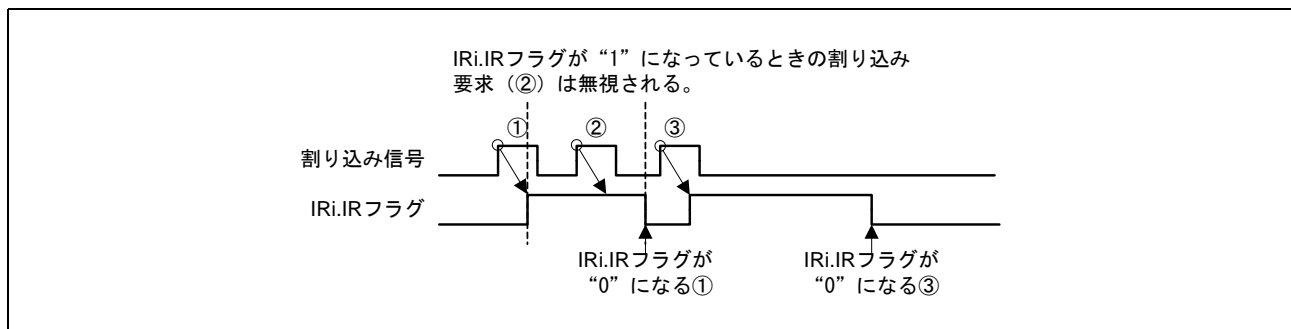 IRi.IRフラグが“1”になっているときの割り込み
要求（②）は無視される。
① ② ③
割り込み信号
IRi.IRフラグ
IRi.IRフラグが
“0”になる①
IRi.IRフラグが
“0”になる③